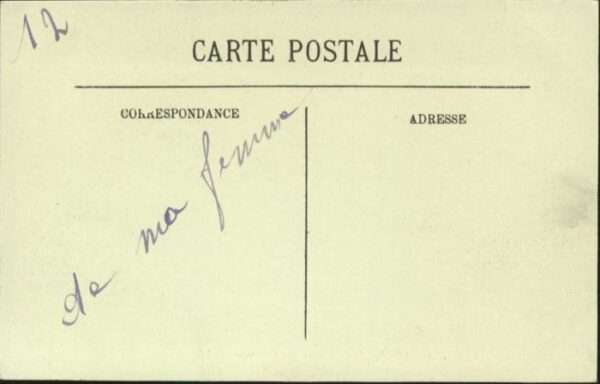 12
CARTE POSTALE
CORRESPONDANCE
ADRESSE
de ma femme